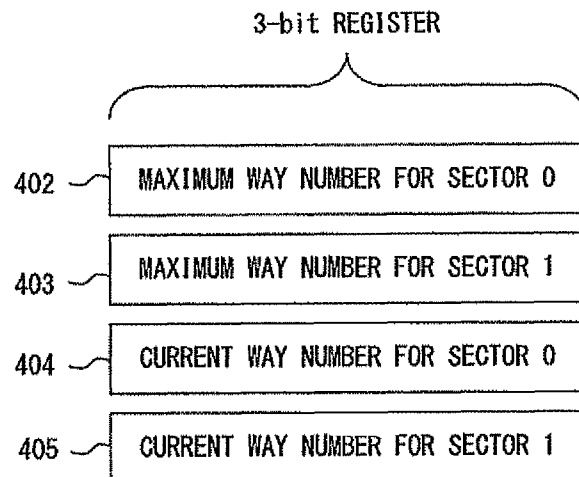 3-bit REGISTER
402 MAXIMUM WAY NUMBER FOR SECTOR 0
403 MAXIMUM WAY NUMBER FOR SECTOR 1
404 CURRENT WAY NUMBER FOR SECTOR 0
405 CURRENT WAY NUMBER FOR SECTOR 1